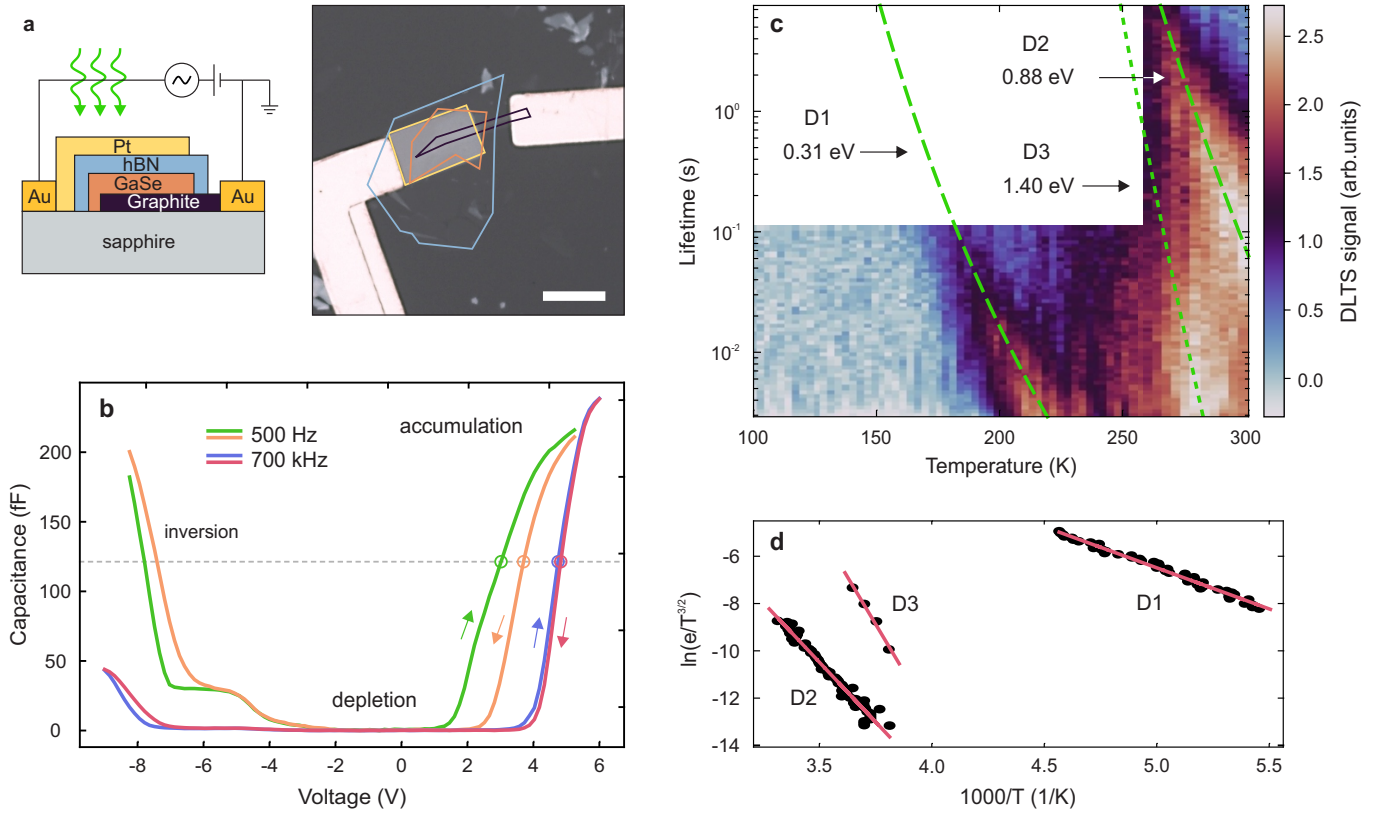 a
Pt
hBN
GaSe
Au
Graphite
Au
sapphire
b
500 Hz
700 kHz
accumulation
inversion
depletion
200
150
100
50
0
Capacitance (fF)
-8
-6
-4
-2
0
2
4
6
Voltage (V)
c
D1
0.31 eV
D2
0.88 eV
D3
1.40 eV
10⁰
10⁻¹
10⁻²
Lifetime (s)
100
150
200
250
300
Temperature (K)
2.5
2.0
1.5
1.0
0.5
0.0
DLTS signal (arb.units)
d
D1
D3
D2
-6
-8
-10
-12
-14
ln(e/T³ᐟ²)
3.5
4.0
4.5
5.0
5.5
1000/T (1/K)